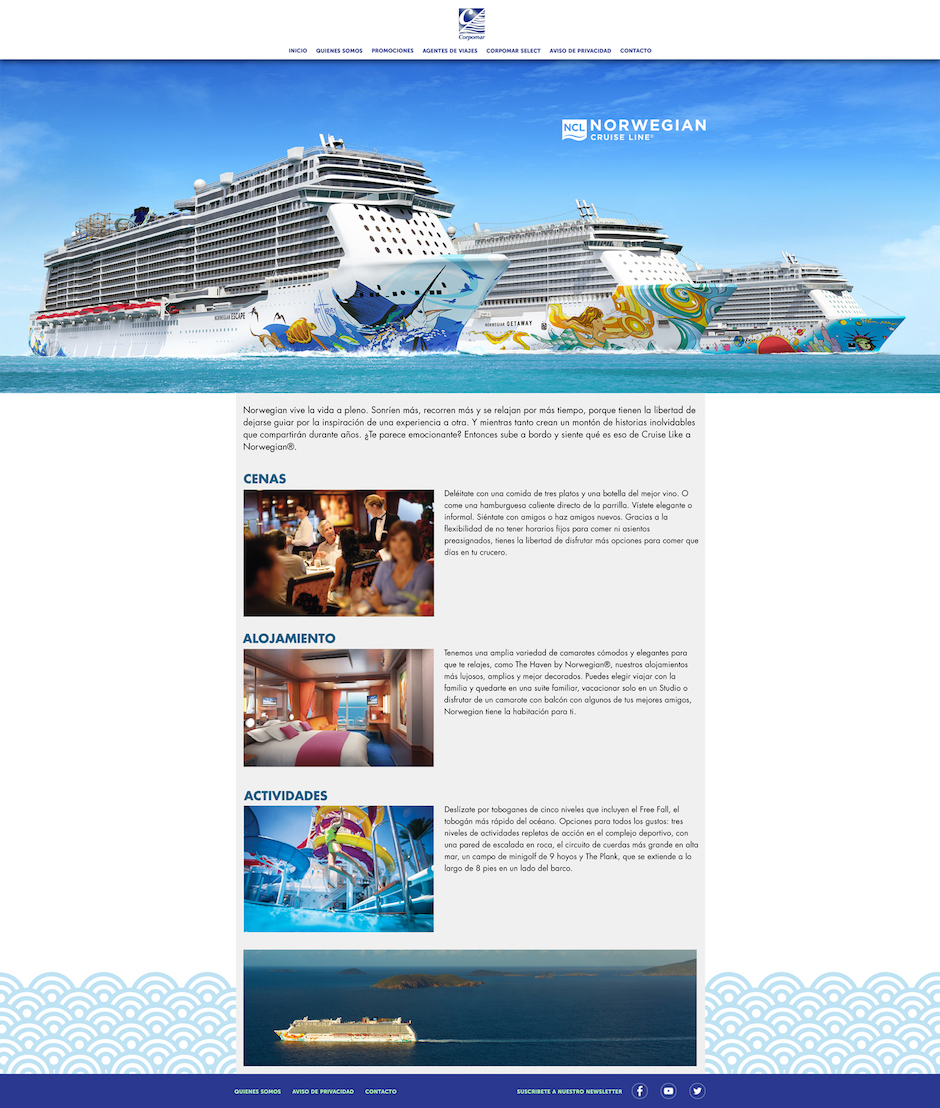 Corpomar
INICIO QUIENES SOMOS PROMOCIONES AGENTES DE VIAJES CORPOMAR SELECT AVISO DE PRIVACIDAD CONTACTO
NCL NORWEGIAN
CRUISE LINE®
NORWEGIAN ESCAPE
NORWEGIAN GETAWAY
Norwegian vive la vida a pleno. Sonríen más, recorren más y se relajan por más tiempo, porque tienen la libertad de
dejarse guiar por la inspiración de una experiencia a otra. Y mientras tanto crean un montón de historias inolvidables
que compartirán durante años. ¿Te parece emocionante? Entonces sube a bordo y siente qué es eso de Cruise Like a
Norwegian®.
CENAS
Deléitate con una comida de tres platos y una botella del mejor vino. O
come una hamburguesa caliente directo de la parrilla. Vístete elegante o
informal. Siéntate con amigos o haz amigos nuevos. Gracias a la
flexibilidad de no tener horarios fijos para comer ni asientos
preasignados, tienes la libertad de disfrutar más opciones para comer que
días en tu crucero.
ALOJAMIENTO
Tenemos una amplia variedad de camarotes cómodos y elegantes para
que te relajes, como The Haven by Norwegian®, nuestros alojamientos
más lujosos, amplios y mejor decorados. Puedes elegir viajar con la
familia y quedarte en una suite familiar, vacacionar solo en un Studio o
disfrutar de un camarote con balcón con algunos de tus mejores amigos,
Norwegian tiene la habitación para ti.
ACTIVIDADES
Deslízate por toboganes de cinco niveles que incluyen el Free Fall, el
tobogán más rápido del océano. Opciones para todos los gustos: tres
niveles de actividades repletas de acción en el complejo deportivo, con
una pared de escalada en roca, el circuito de cuerdas más grande en alta
mar, un campo de minigolf de 9 hoyos y The Plank, que se extiende a lo
largo de 8 pies en un lado del barco.
QUIENES SOMOS AVISO DE PRIVACIDAD CONTACTO SUSCRIBETE A NUESTRO NEWSLETTER